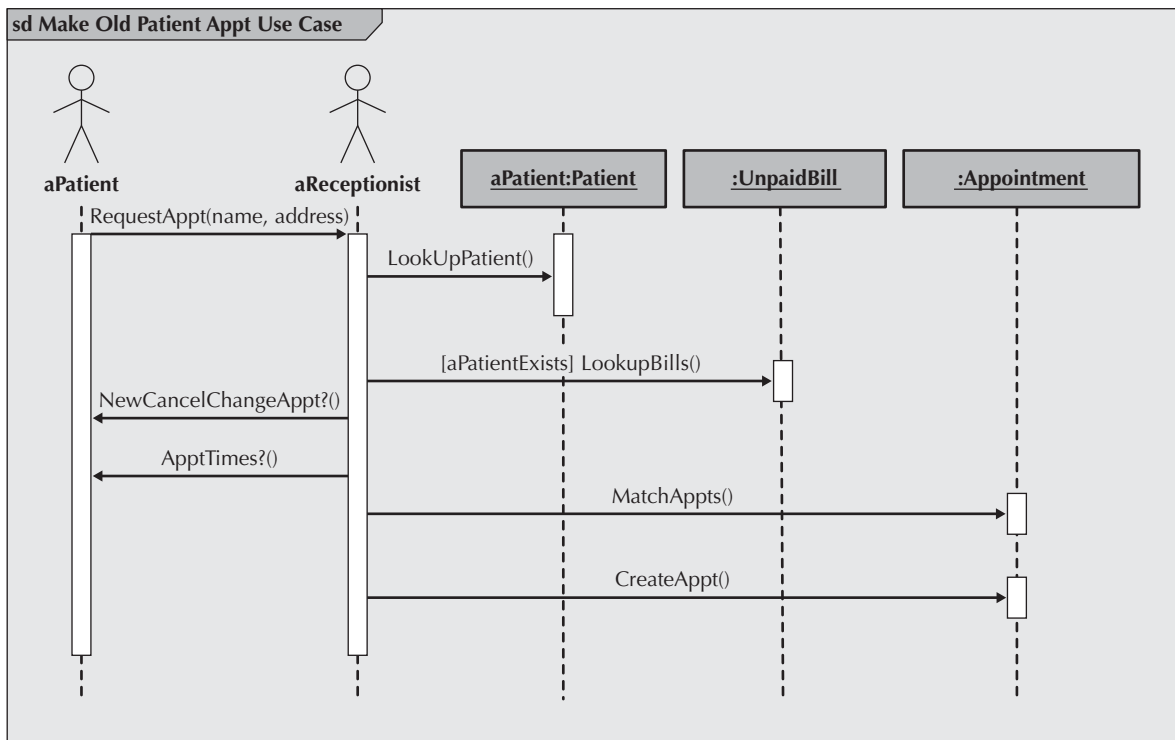 sd Make Old Patient Appt Use Case
aPatient
aReceptionist
aPatient:Patient
:UnpaidBill
:Appointment
RequestAppt(name, address)
LookUpPatient()
[aPatientExists] LookupBills()
NewCancelChangeAppt?()
ApptTimes?()
MatchAppts()
CreateAppt()